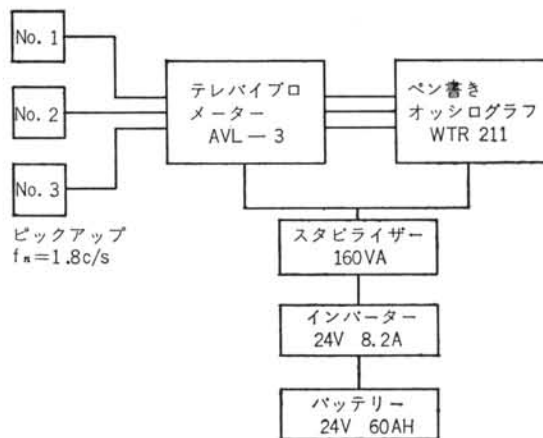 No. 1
No. 2
No. 3
ピックアップ
fn=1.8c/s
テレバイブロ
メーター
AVL — 3
ペン書き
オッシログラフ
WTR 211
スタビライザー
160VA
インバーター
24V 8.2A
バッテリー
24V 60AH